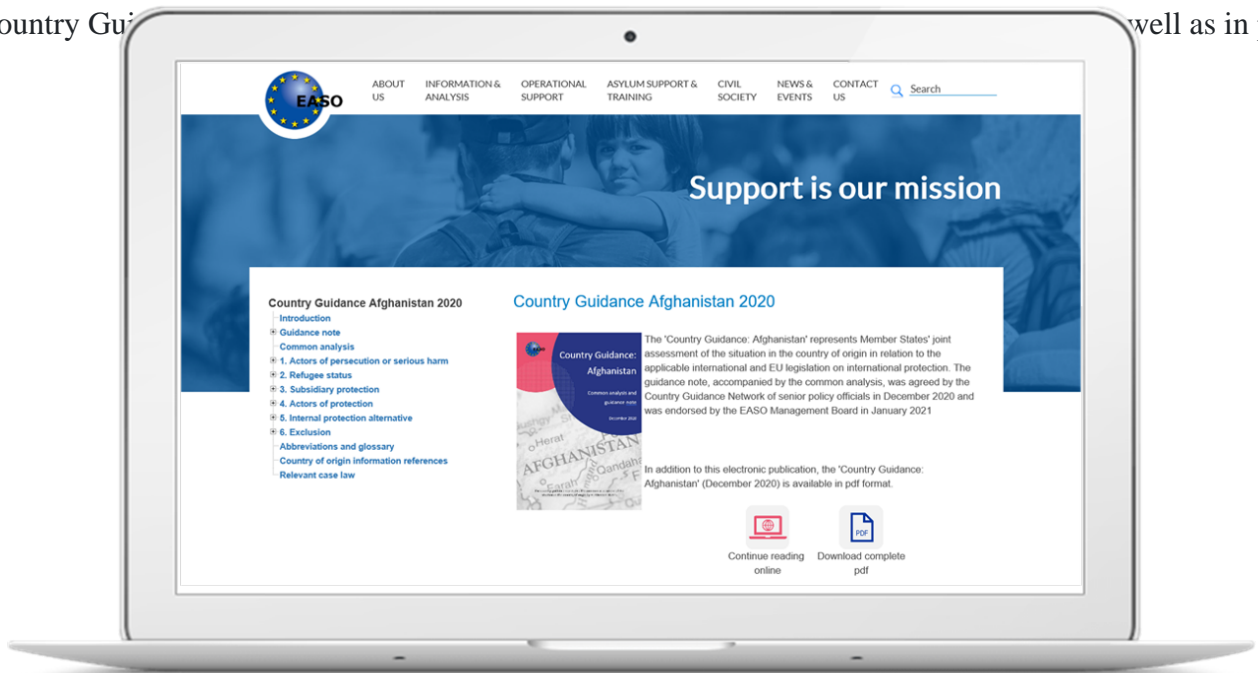 ountry Gui
well as in
EASO
ABOUT US
INFORMATION & ANALYSIS
OPERATIONAL SUPPORT
ASYLUM SUPPORT & TRAINING
CIVIL SOCIETY
NEWS & EVENTS
CONTACT US
Search
Support is our mission
Country Guidance Afghanistan 2020
Introduction
Guidance note
Common analysis
1. Actors of persecution or serious harm
2. Refugee status
3. Subsidiary protection
4. Actors of protection
5. Internal protection alternative
6. Exclusion
Abbreviations and glossary
Country of origin information references
Relevant case law
Country Guidance Afghanistan 2020
Country Guidance:
Afghanistan
Common analysis and
guidance note
December 2020
Herat
AFGHANISTAN
Qandaha
Farah
The 'Country Guidance: Afghanistan' represents Member States' joint
assessment of the situation in the country of origin in relation to the
applicable international and EU legislation on international protection. The
guidance note, accompanied by the common analysis, was agreed by the
Country Guidance Network of senior policy officials in December 2020 and
was endorsed by the EASO Management Board in January 2021
In addition to this electronic publication, the 'Country Guidance:
Afghanistan' (December 2020) is available in pdf format.
PDF
Continue reading
online
Download complete
pdf